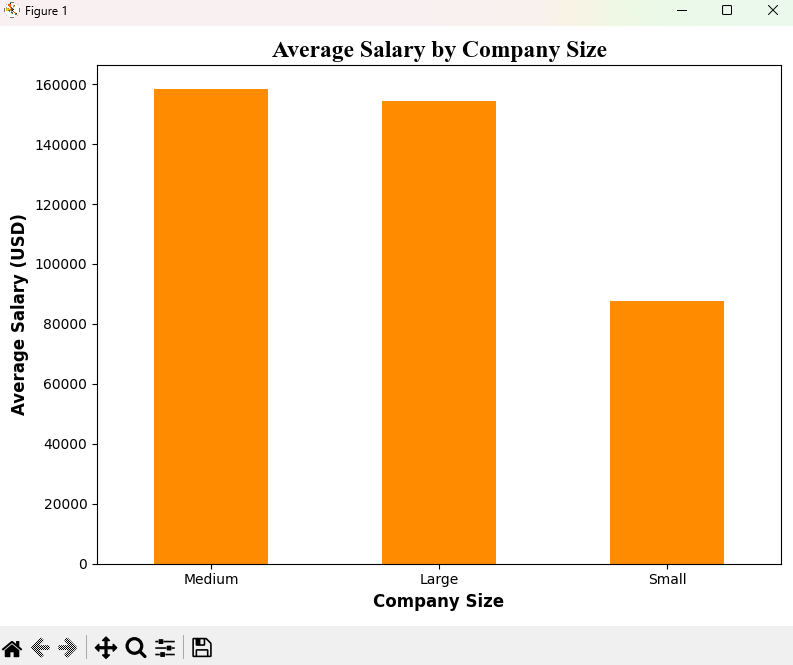 Figure 1
Average Salary by Company Size
160000
140000
120000
100000
80000
60000
40000
20000
0
Average Salary (USD)
Medium Large Small
Company Size